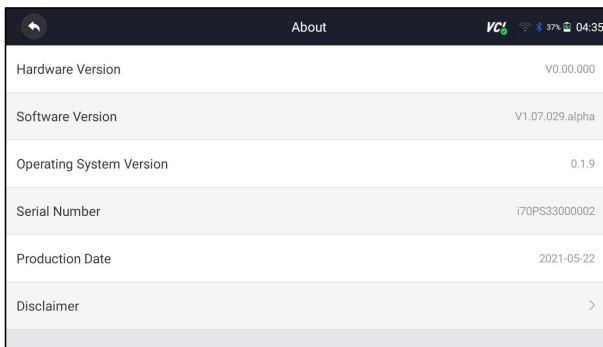 About
VCI
37%
04:35
Hardware Version
V0.00.000
Software Version
V1.07.029.alpha
Operating System Version
0.1.9
Serial Number
i70PS33000002
Production Date
2021-05-22
Disclaimer